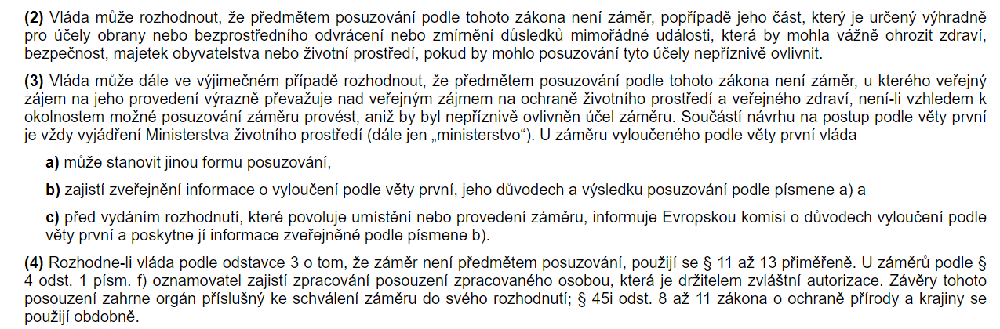 (2) Vláda může rozhodnout, že předmětem posuzování podle tohoto zákona není záměr, popřípadě jeho část, který je určený výhradně
pro účely obrany nebo bezprostředního odvrácení nebo zmírnění důsledků mimořádné události, která by mohla vážně ohrozit zdraví,
bezpečnost, majetek obyvatelstva nebo životní prostředí, pokud by mohlo posuzování tyto účely nepříznivě ovlivnit.
(3) Vláda může dále ve výjimečném případě rozhodnout, že předmětem posuzování podle tohoto zákona není záměr, u kterého veřejný
zájem na jeho provedení výrazně převažuje nad veřejným zájmem na ochraně životního prostředí a veřejného zdraví, není-li vzhledem k
okolnostem možné posuzování záměru provést, aniž by byl nepříznivě ovlivněn účel záměru. Součástí návrhu na postup podle věty první
je vždy vyjádření Ministerstva životního prostředí (dále jen „ministerstvo“). U záměru vyloučeného podle věty první vláda
a) může stanovit jinou formu posuzování,
b) zajistí zveřejnění informace o vyloučení podle věty první, jeho důvodech a výsledku posuzování podle písmene a) a
c) před vydáním rozhodnutí, které povoluje umístění nebo provedení záměru, informuje Evropskou komisi o důvodech vyloučení podle
věty první a poskytne jí informace zveřejněné podle písmene b).
(4) Rozhodne-li vláda podle odstavce 3 o tom, že záměr není předmětem posuzování, použijí se § 11 až 13 přiměřeně. U záměrů podle §
4 odst. 1 písm. f) oznamovatel zajistí zpracování posouzení zpracovaného osobou, která je držitelem zvláštní autorizace. Závěry tohoto
posouzení zahrne orgán příslušný ke schválení záměru do svého rozhodnutí; § 45i odst. 8 až 11 zákona o ochraně přírody a krajiny se
použijí obdobně.